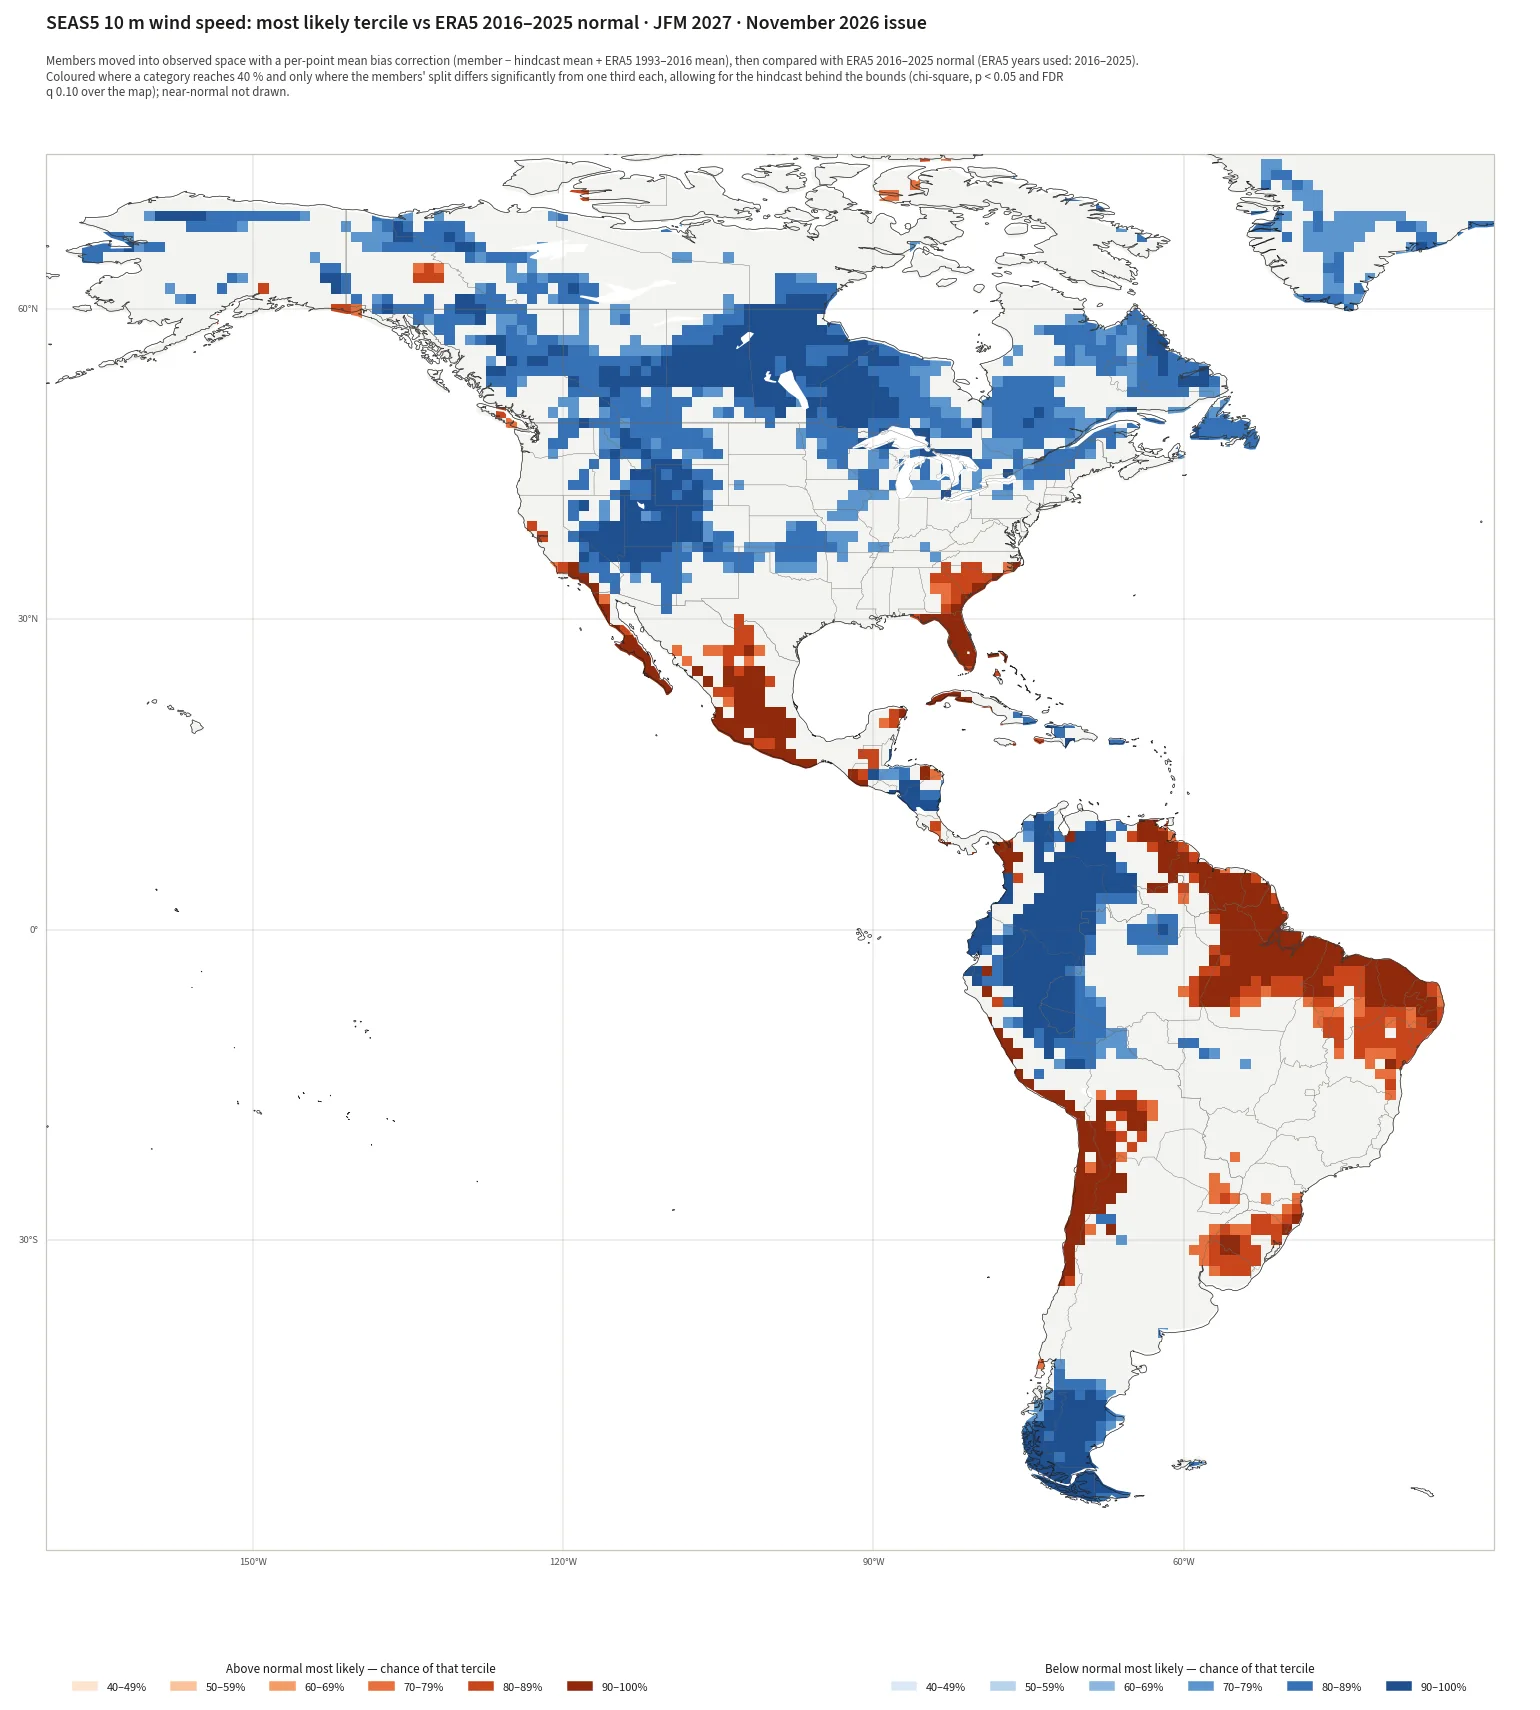 SEAS5 10 m wind speed: most likely tercile vs ERA5 2016–2025 normal · JFM 2027 · November 2026 issue
Members moved into observed space with a per-point mean bias correction (member − hindcast mean + ERA5 1993–2016 mean), then compared with ERA5 2016–2025 normal (ERA5 years used: 2016–2025).
Coloured where a category reaches 40 % and only where the members' split differs significantly from one third each, allowing for the hindcast behind the bounds (chi-square, p < 0.05 and FDR
q 0.10 over the map); near-normal not drawn.
60°N
30°N
0°
30°S
150°W 120°W 90°W 60°W
Above normal most likely — chance of that tercile
40–49% 50–59% 60–69% 70–79% 80–89% 90–100%
Below normal most likely — chance of that tercile
40–49% 50–59% 60–69% 70–79% 80–89% 90–100%